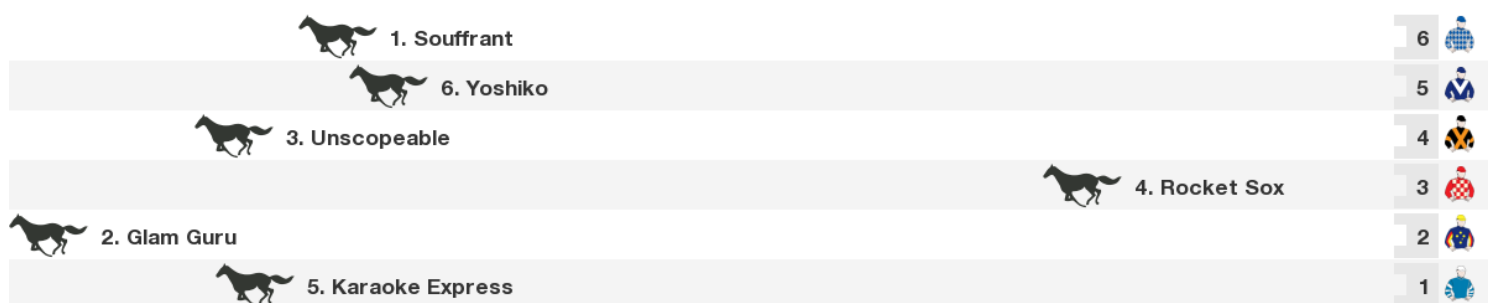 1. Souffrant 6
6. Yoshiko 5
3. Unscopeable 4
4. Rocket Sox 3
2. Glam Guru 2
5. Karaoke Express 1